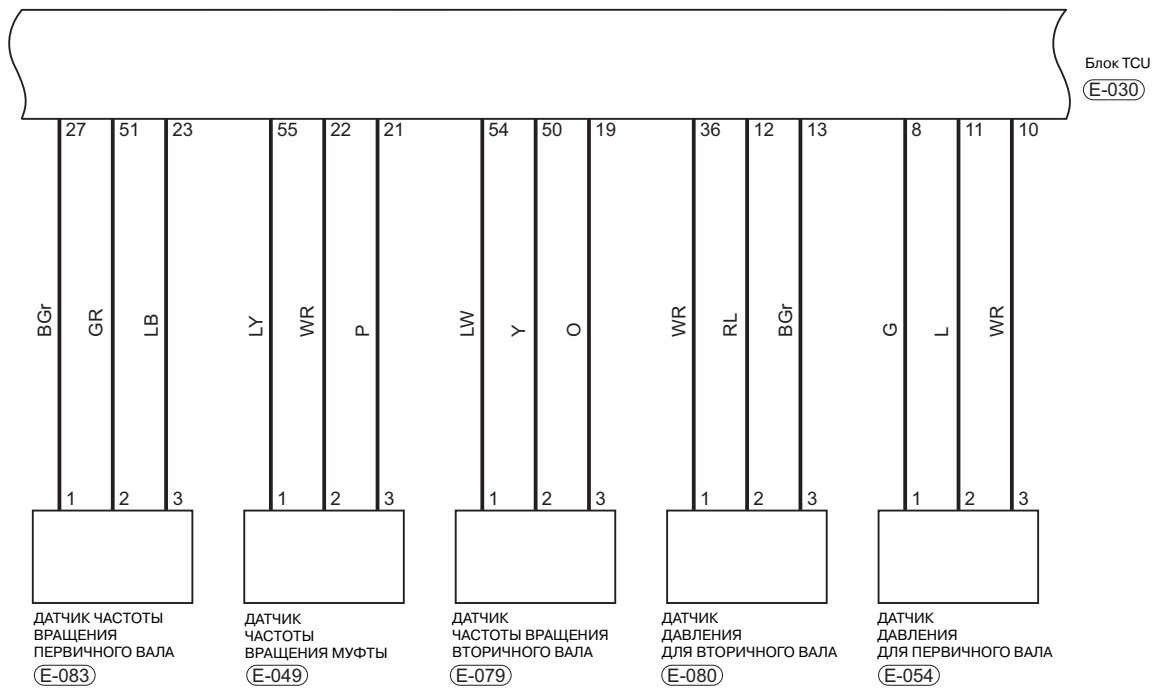 Блок TCU
E-030
27 51 23 55 22 21 54 50 19 36 12 13 8 11 10
BGr GR LB LY WR P LW Y O WR RL BGr G L WR
1 2 3 1 2 3 1 2 3 1 2 3 1 2 3
ДАТЧИК ЧАСТОТЫ
ВРАЩЕНИЯ
ПЕРВИЧНОГО ВАЛА
E-083
ДАТЧИК
ЧАСТОТЫ
ВРАЩЕНИЯ МУФТЫ
E-049
ДАТЧИК
ЧАСТОТЫ ВРАЩЕНИЯ
ВТОРИЧНОГО ВАЛА
E-079
ДАТЧИК
ДАВЛЕНИЯ
ДЛЯ ВТОРИЧНОГО ВАЛА
E-080
ДАТЧИК
ДАВЛЕНИЯ
ДЛЯ ПЕРВИЧНОГО ВАЛА
E-054